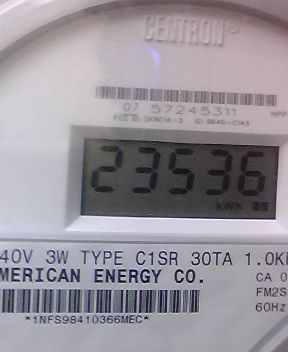 CENTRON®
07 57245311
23536
kWh
40V 3W TYPE C1SR 30TA 1.0K
MERICAN ENERGY CO. CA 0
FM2S
60Hz
*1NFS98410366MEC*